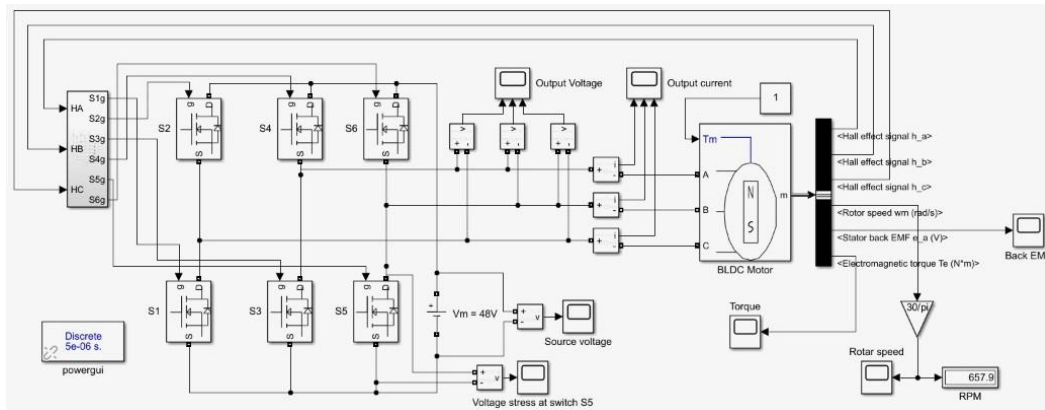 HA
HB
HC
S1g
S2g
S3g
S4g
S5g
S6g
S2
g
D
S
S4
g
D
S
S6
g
D
S
Output Voltage
v
+ -
v
+ -
v
+ -
Output current
i
+ -
i
+ -
i
+ -
1
Tm
A
B
C
N
S
m
BLDC Motor
<Hall effect signal h_a>
<Hall effect signal h_b>
<Hall effect signal h_c>
<Rotor speed wm (rad/s)>
<Stator back EMF e_a (V)>
<Electromagnetic torque Te (N*m)>
Back EM
S1
g
D
S
S3
g
D
S
S5
g
D
S
+
Vm = 48V
+ - v
Source voltage
+ - v
Voltage stress at switch S5
Discrete
5e-06 s.
powergui
Torque
30/pi
Rotar speed
657.9
RPM